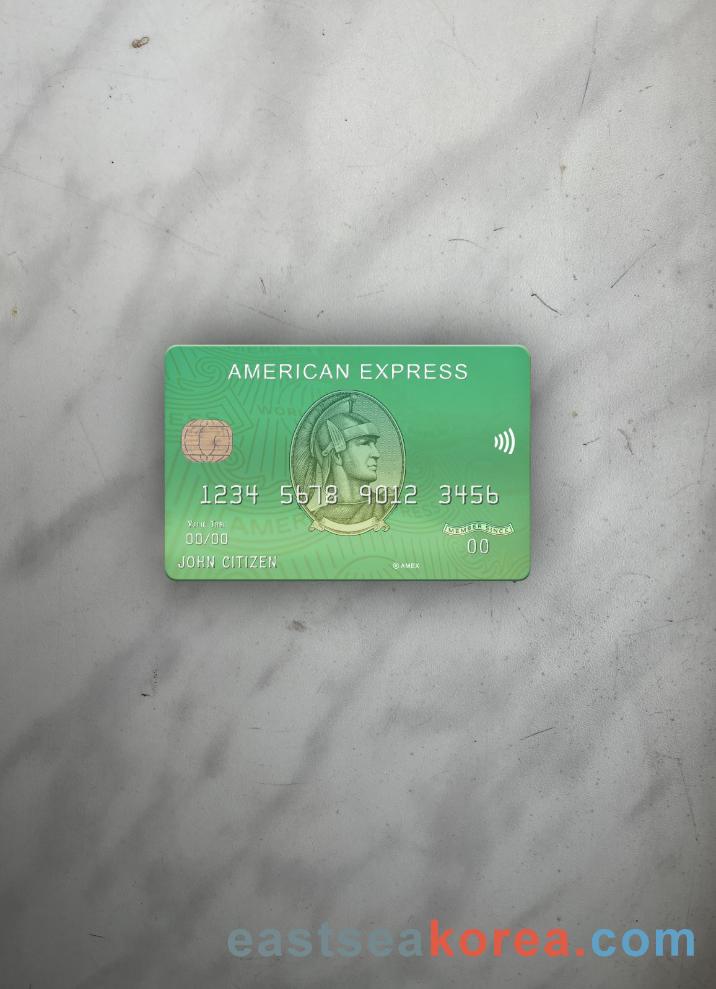 AMERICAN EXPRESS
1234 5678 9012 3456
00/00
MEMBER SINCE
00
JOHN CITIZEN
© AMEX
eastseakorea.com